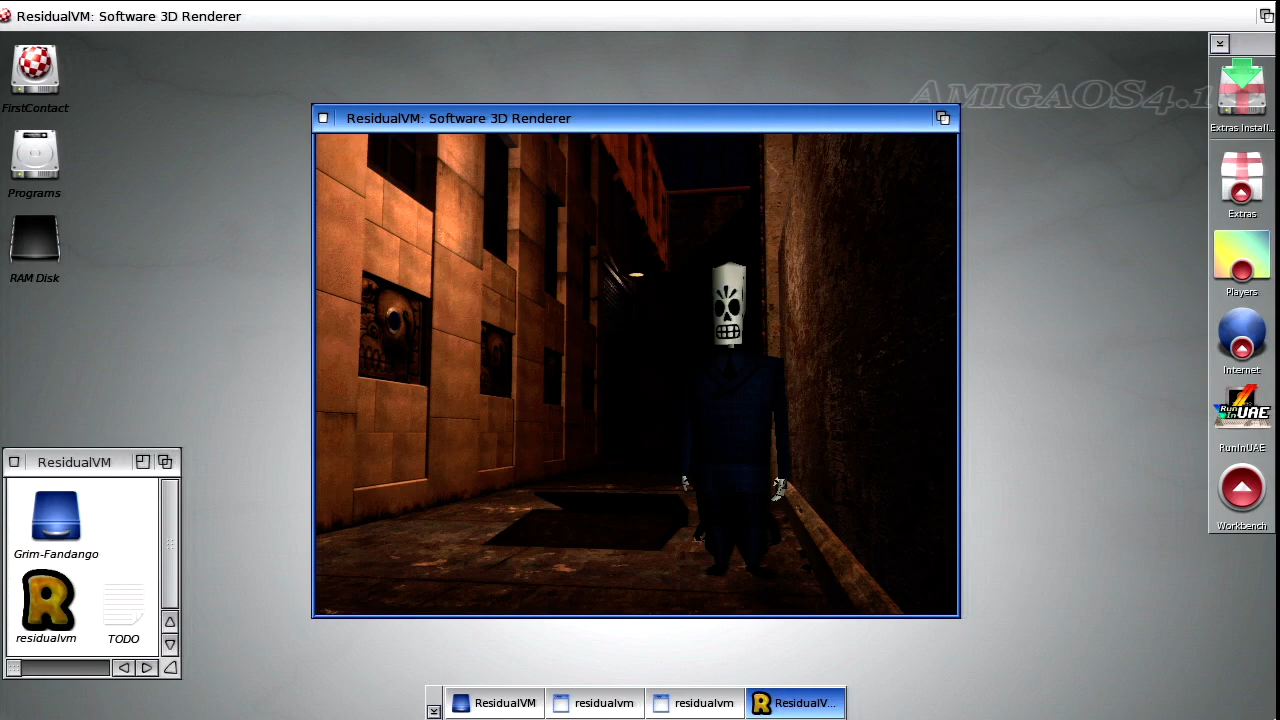 ResidualVM: Software 3D Renderer
FirstContact
Programs
RAM Disk
AMIGAOS4.1
ResidualVM: Software 3D Renderer
Extras Install...
Extras
Players
Internet
RunInUAE
RunInUAE
Workbench
ResidualVM
Grim-Fandango
R
residualvm
TODO
ResidualVM
residualvm
residualvm
R
ResidualV...